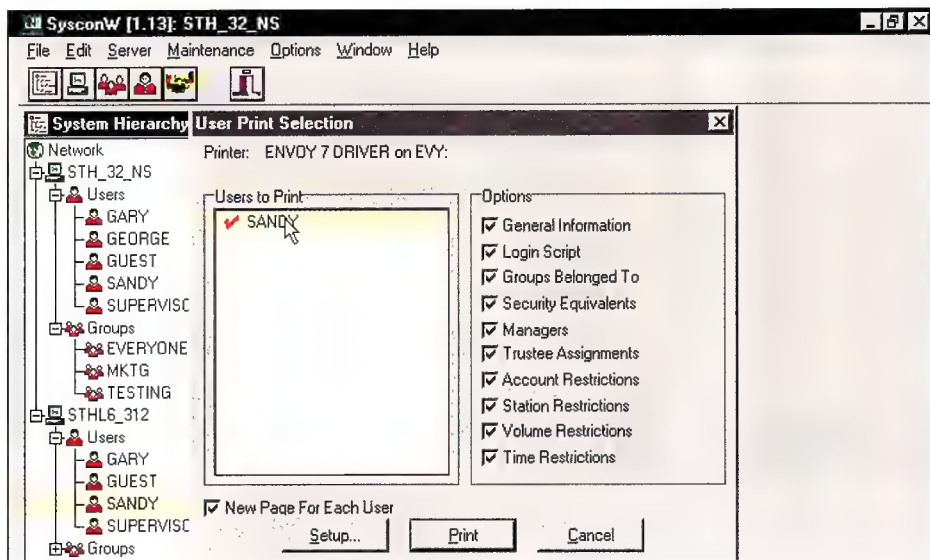 SysconW [1.13]: STH_32_NS
File Edit Server Maintenance Options Window Help
System Hierarchy
Network
STH_32_NS
Users
GARY
GEORGE
GUEST
SANDY
SUPERVISC
Groups
EVERYONE
MKTG
TESTING
STHL6_312
Users
GARY
GUEST
SANDY
SUPERVISC
Groups
User Print Selection
Printer: ENVOY 7 DRIVER on EVY:
Users to Print
SANDY
Options
General Information
Login Script
Groups Belonged To
Security Equivalents
Managers
Trustee Assignments
Account Restrictions
Station Restrictions
Volume Restrictions
Time Restrictions
New Page For Each User
Setup... Print Cancel